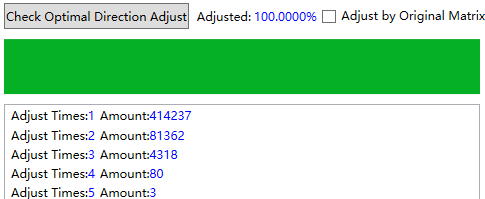 Check Optimal Direction Adjust Adjusted: 100.0000% Adjust by Original Matrix
Adjust Times:1 Amount:414237
Adjust Times:2 Amount:81362
Adjust Times:3 Amount:4318
Adjust Times:4 Amount:80
Adjust Times:5 Amount:3